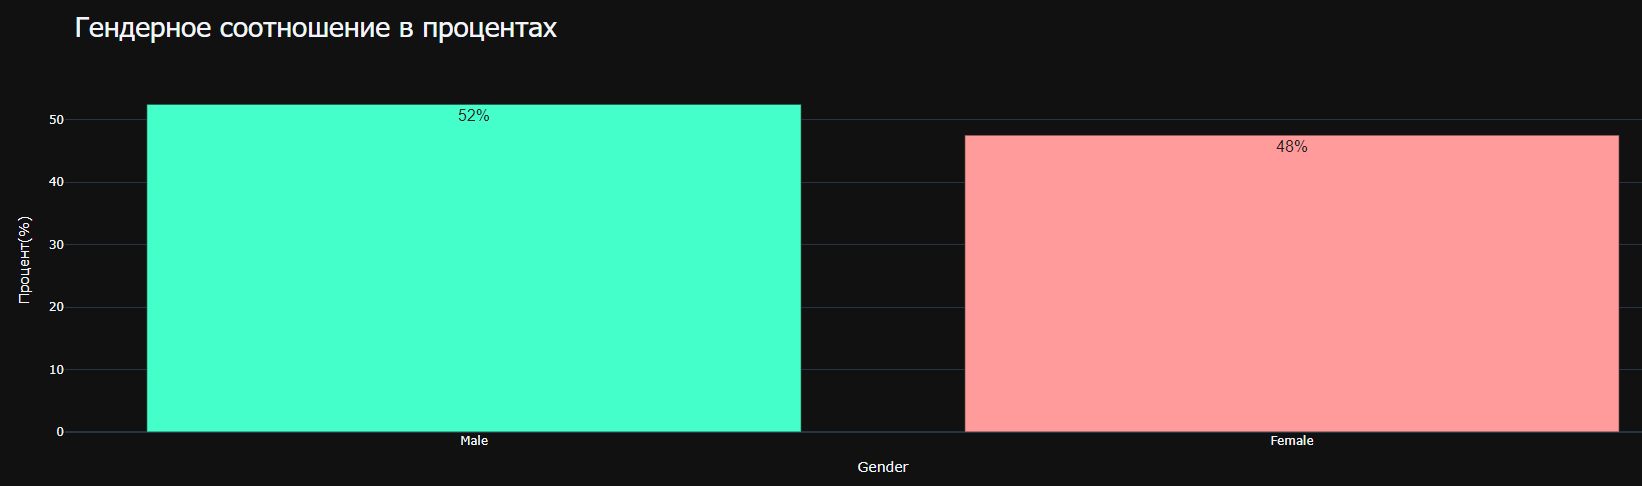 Гендерное соотношение в процентах
52%
48%
50
40
30
20
10
0
Процент(%)
Male
Female
Gender